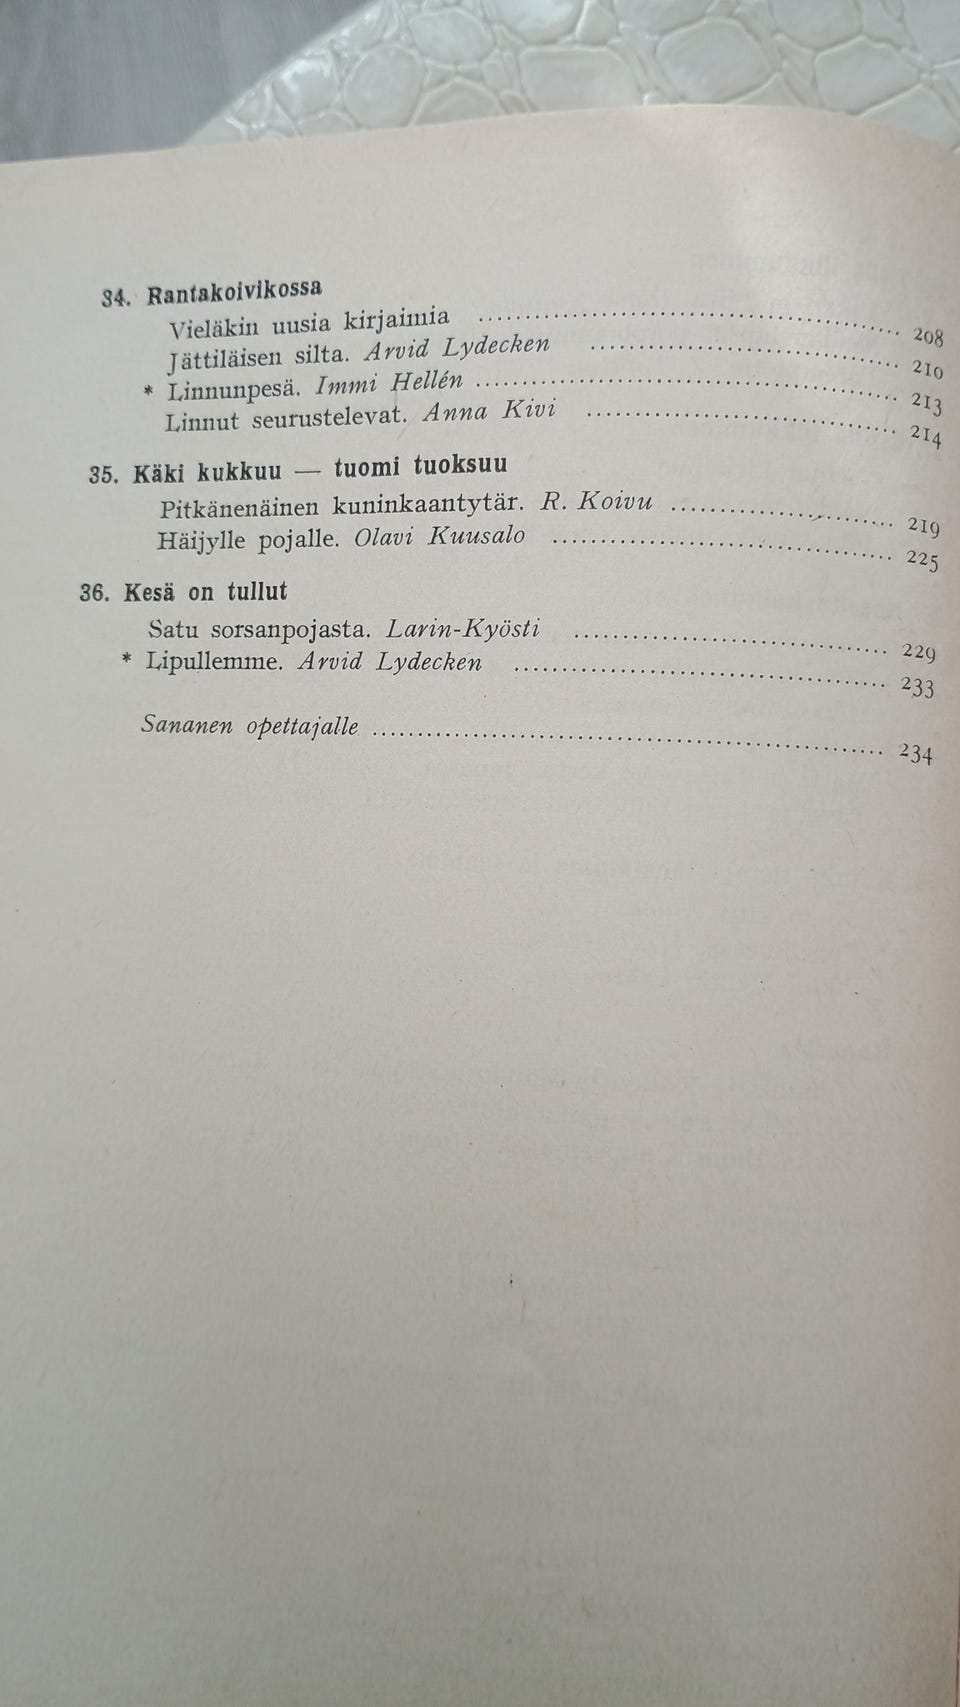 34. Rantakoivikossa
Vieläkin uusia kirjaimia .................... 208
Jättiläisen silta. Arvid Lydecken .................... 210
* Linnunpesä. Immi Hellén .................... 213
Linnut seurustelevat. Anna Kivi .................... 214
35. Käki kukkuu — tuomi tuoksuu
Pitkänenäinen kuninkaantytär. R. Koivu .................... 219
Häijylle pojalle. Olavi Kuusalo .................... 225
36. Kesä on tullut
Satu sorsanpojasta. Larin-Kyösti .................... 229
* Lipullemme. Arvid Lydecken .................... 233
Sananen opettajalle .................... 234